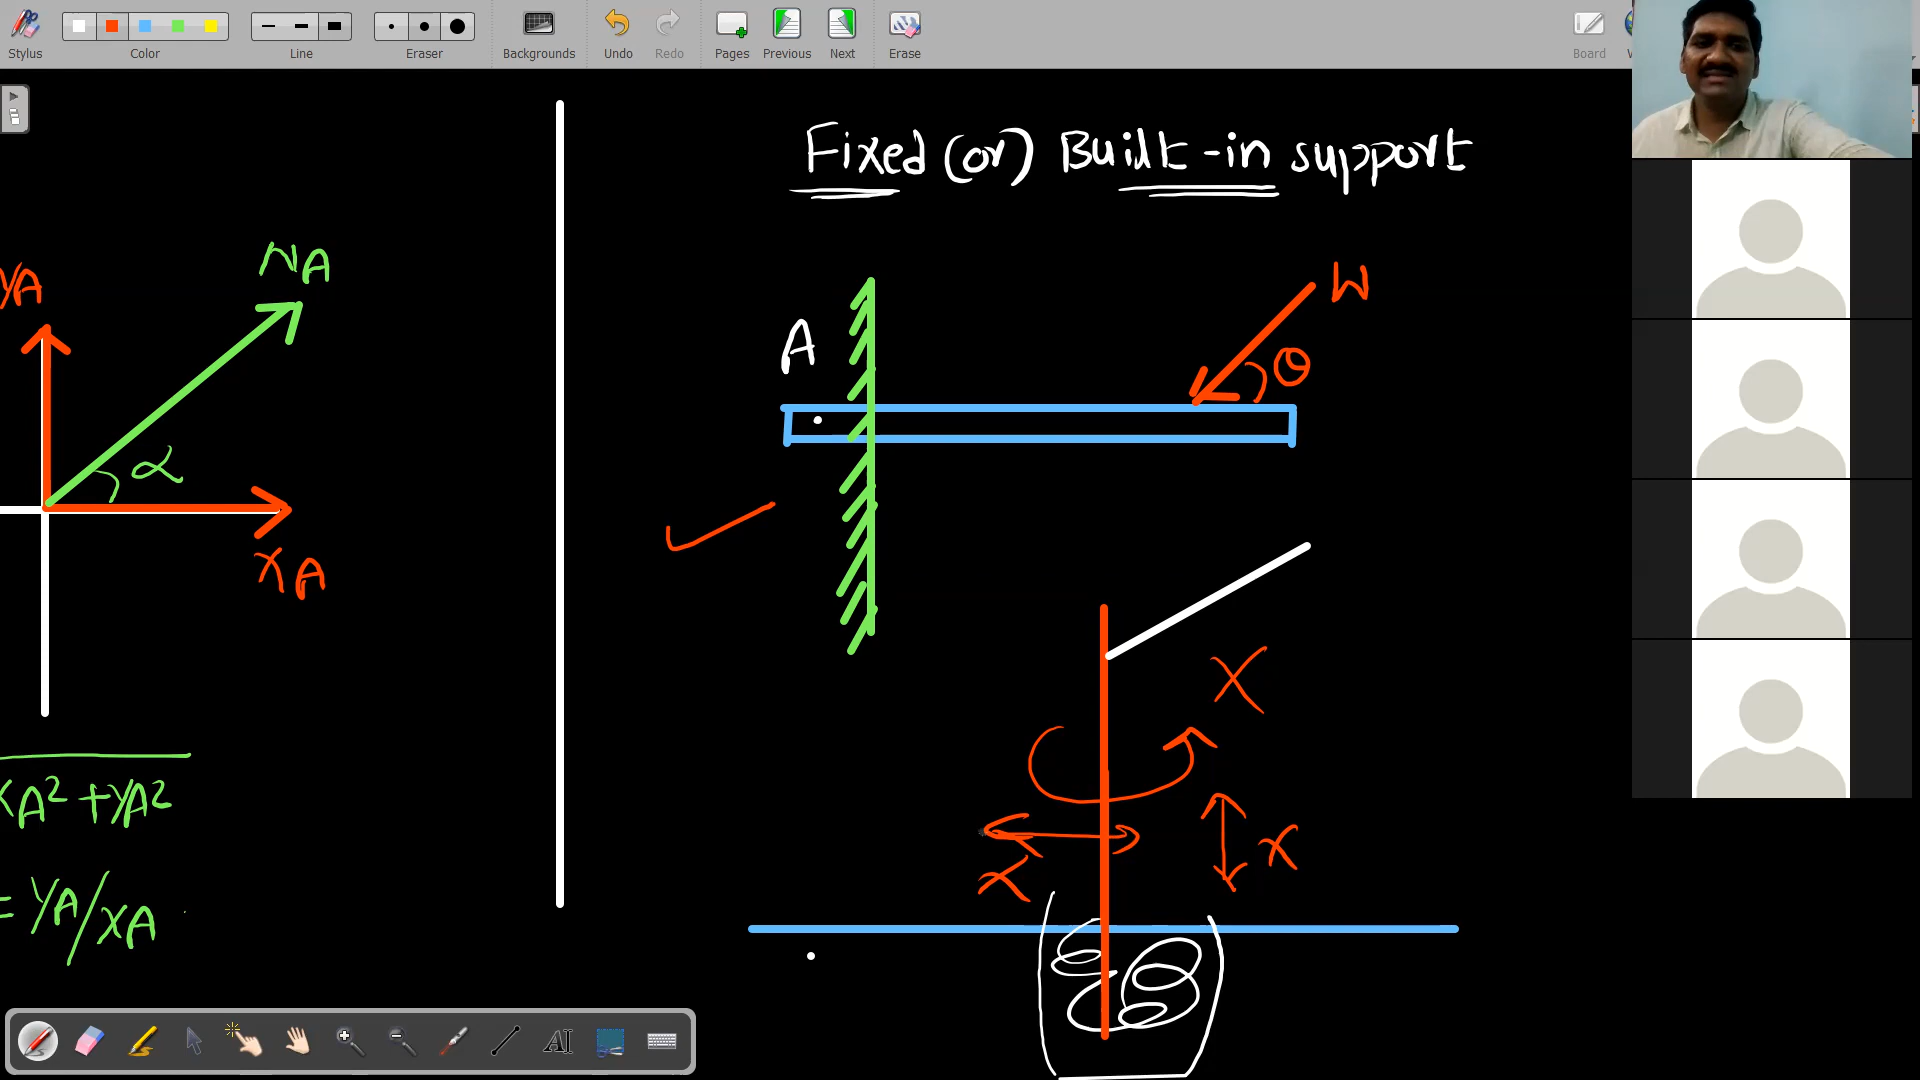 Stylus
Color
Line
Eraser
Backgrounds
Undo
Redo
Pages
Previous
Next
Erase
Board
Fixed (or) Built-in support
YA
NA
α
XA
XA² + YA²
= YA/XA
A
W
θ
X
X
X
AI